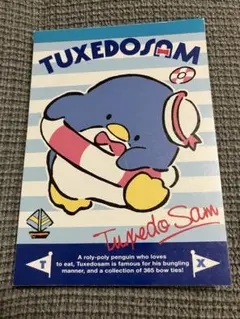 TUXEDOSAM
Tuxedo Sam
A roly-poly penguin who loves
to eat, Tuxedosam is famous for his bungling
manner, and a collection of 365 bow ties!
T
X